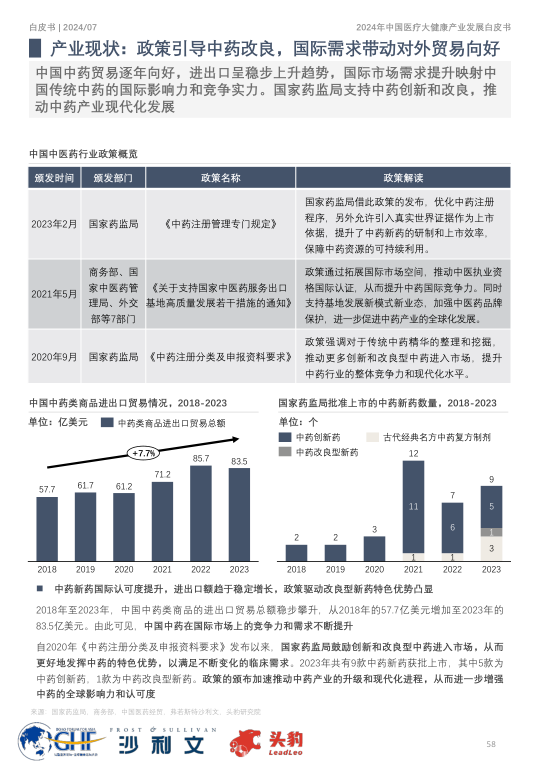 白皮书 | 2024/07
2024年中国医疗大健康产业发展白皮书
产业现状：政策引导中药改良，国际需求带动对外贸易向好
中国中药贸易逐年向好，进出口呈稳步上升趋势，国际市场需求提升映射中
国传统中药的国际影响力和竞争实力。国家药监局支持中药创新和改良，推
动中药产业现代化发展
中国中医药行业政策概览
颁发时间 颁发部门 政策名称 政策解读
2023年2月 国家药监局 《中药注册管理专门规定》
国家药监局借此政策的发布，优化中药注册
程序，另外允许引入真实世界证据作为上市
依据，提升了中药新药的研制和上市效率，
保障中药资源的可持续利用。
2021年5月
商务部、国
家中医药管
理局、外交
部等7部门
《关于支持国家中医药服务出口
基地高质量发展若干措施的通知》
政策通过拓展国际市场空间，推动中医执业资
格国际认证，从而提升中药国际竞争力。同时
支持基地发展新模式新业态，加强中医药品牌
保护，进一步促进中药产业的全球化发展。
2020年9月 国家药监局 《中药注册分类及申报资料要求》
政策强调对于传统中药精华的整理和挖掘，
推动更多创新和改良型中药进入市场，提升
中药行业的整体竞争力和现代化水平。
中国中药类商品进出口贸易情况，2018-2023
单位：亿美元 中药类商品进出口贸易总额
+7.7%
57.7 61.7 61.2 71.2 85.7 83.5
2018 2019 2020 2021 2022 2023
国家药监局批准上市的中药新药数量，2018-2023
单位：个
中药创新药 古代经典名方中药复方制剂
中药改良型新药
2 2 3 12 7 9
11 6 5
1
1 1 3
2018 2019 2020 2021 2022 2023
中药新药国际认可度提升，进出口额趋于稳定增长，政策驱动改良型新药特色优势凸显
2018年至2023年，中国中药类商品的进出口贸易总额稳步攀升，从2018年的57.7亿美元增加至2023年的
83.5亿美元。由此可见，中国中药在国际市场上的竞争力和需求不断提升
自2020年《中药注册分类及申报资料要求》发布以来，国家药监局鼓励创新和改良型中药进入市场，从而
更好地发挥中药的特色优势，以满足不断变化的临床需求。2023年共有9款中药新药获批上市，其中5款为
中药创新药，1款为中药改良型新药。政策的颁布加速推动中药产业的升级和现代化进程，从而进一步增强
中药的全球影响力和认可度
来源：国家药监局，商务部，中国医药经贸，弗若斯特沙利文，头豹研究院
GHF
FROST & SULLIVAN
沙利文
头豹
LeadLeo
58